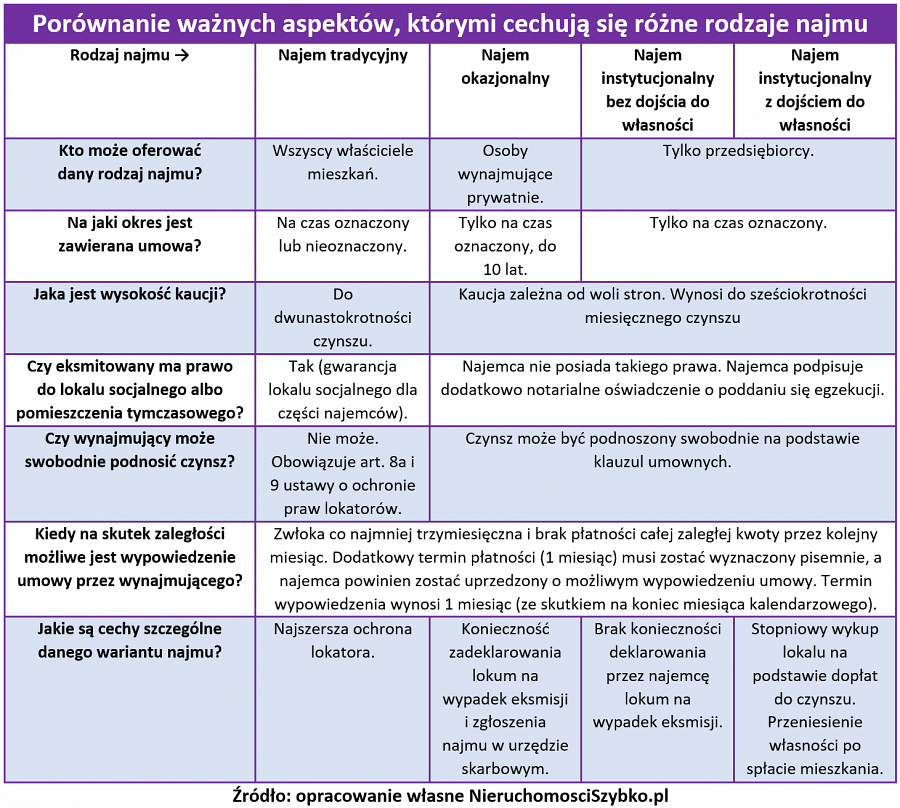 Porównanie ważnych aspektów, którymi cechują się różne rodzaje najmu
Rodzaj najmu →
Najem tradycyjny
Najem
okazjonalny
Najem
instytucjonalny
bez dojścia do
własności
Najem
instytucjonalny
z dojściem do
własności
Kto może oferować
dany rodzaj najmu?
Wszyscy właściciele
mieszkań.
Osoby
wynajmujące
prywatnie.
Tylko przedsiębiorcy.
Na jaki okres jest
zawierana umowa?
Na czas oznaczony
lub nieoznaczony.
Tylko na czas
oznaczony, do
10 lat.
Tylko na czas oznaczony.
Jaka jest wysokość kaucji?
Do
dwunastokrotności
czynszu.
Kaucja zależna od woli stron. Wynosi do sześciokrotności
miesięcznego czynszu
Czy eksmitowany ma prawo
do lokalu socjalnego albo
pomieszczenia tymczasowego?
Tak (gwarancja
lokalu socjalnego dla
części najemców).
Najemca nie posiada takiego prawa. Najemca podpisuje
dodatkowo notarialne oświadczenie o poddaniu się egzekucji.
Czy wynajmujący może
swobodnie podnosić czynsz?
Nie może.
Obowiązuje art. 8a i
9 ustawy o ochronie
praw lokatorów.
Czynsz może być podnoszony swobodnie na podstawie
klauzul umownych.
Kiedy na skutek zaległości
możliwe jest wypowiedzenie
umowy przez wynajmującego?
Zwłoka co najmniej trzymiesięczna i brak płatności całej zaległej kwoty przez kolejny
miesiąc. Dodatkowy termin płatności (1 miesiąc) musi zostać wyznaczony pisemnie, a
najemca powinien zostać uprzedzony o możliwym wypowiedzeniu umowy. Termin
wypowiedzenia wynosi 1 miesiąc (ze skutkiem na koniec miesiąca kalendarzowego).
Jakie są cechy szczególne
danego wariantu najmu?
Najszersza ochrona
lokatora.
Konieczność
zadeklarowania
lokum na
wypadek eksmisji
i zgłoszenia
najmu w urzędzie
skarbowym.
Brak konieczności
deklarowania
przez najemcę
lokum na
wypadek eksmisji.
Stopniowy wykup
lokalu na
podstawie dopłat
do czynszu.
Przeniesienie
własności po
spłacie mieszkania.
Źródło: opracowanie własne NieruchomosciSzybko.pl